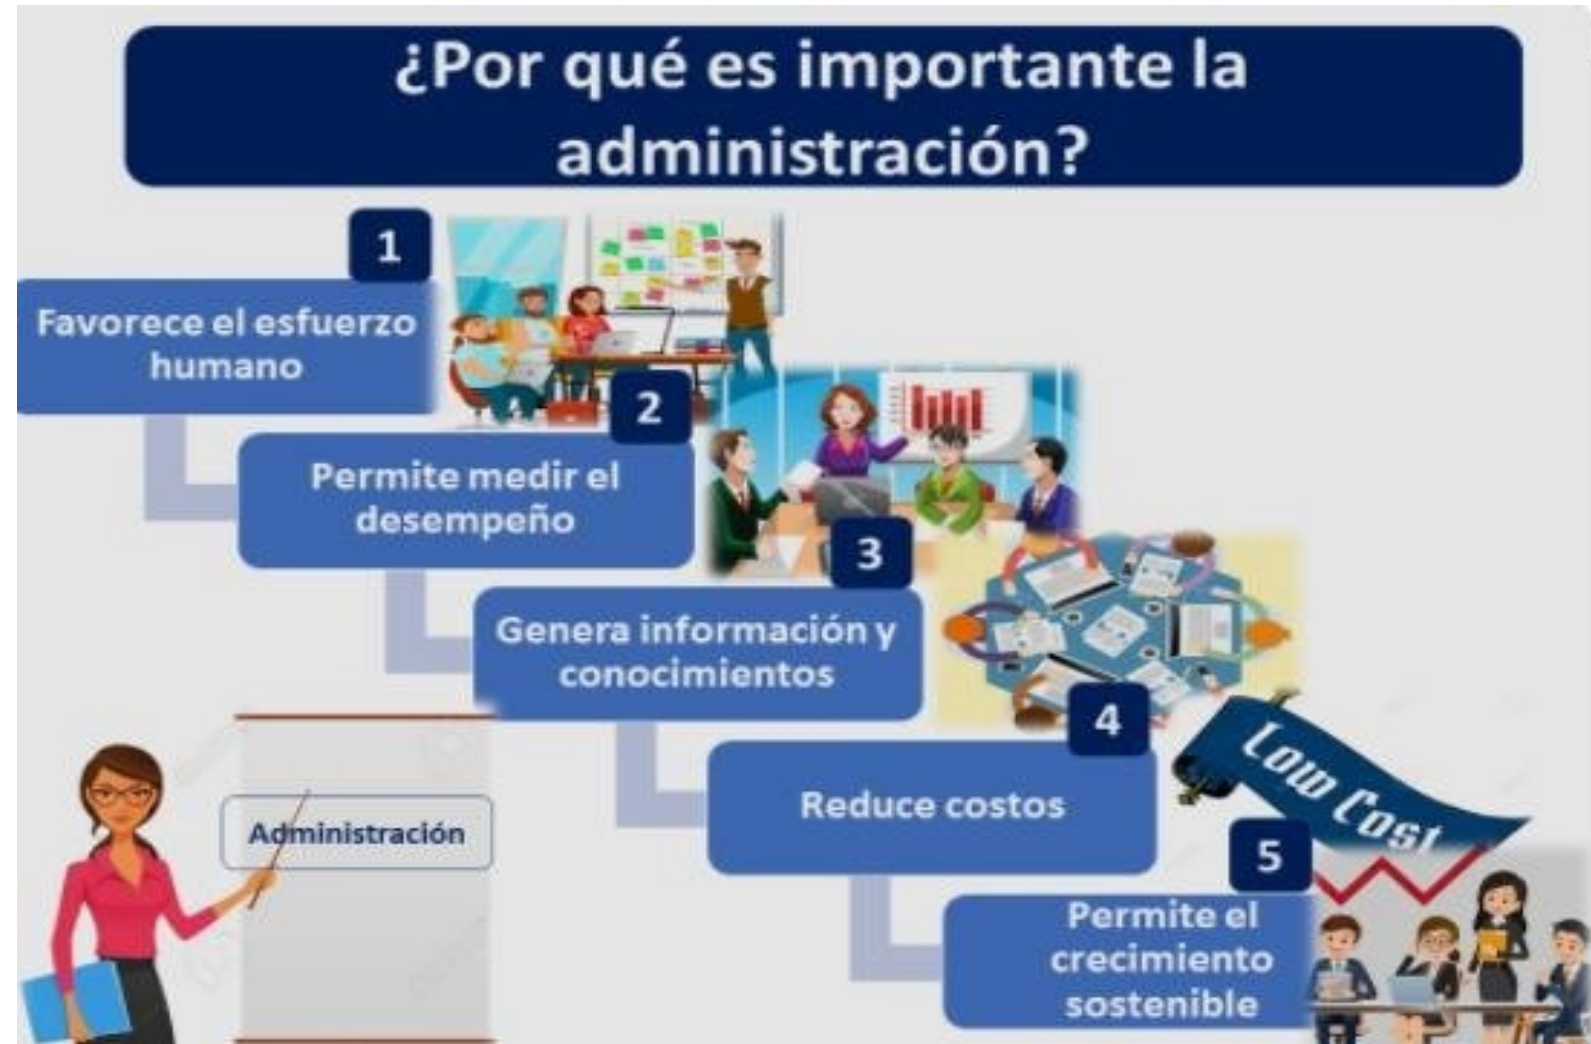 ¿Por qué es importante la
administración?
1
Favorece el esfuerzo
humano
2
Permite medir el
desempeño
3
Genera información y
conocimientos
4
Reduce costos
Low Cost
5
Permite el
crecimiento
sostenible
Administración